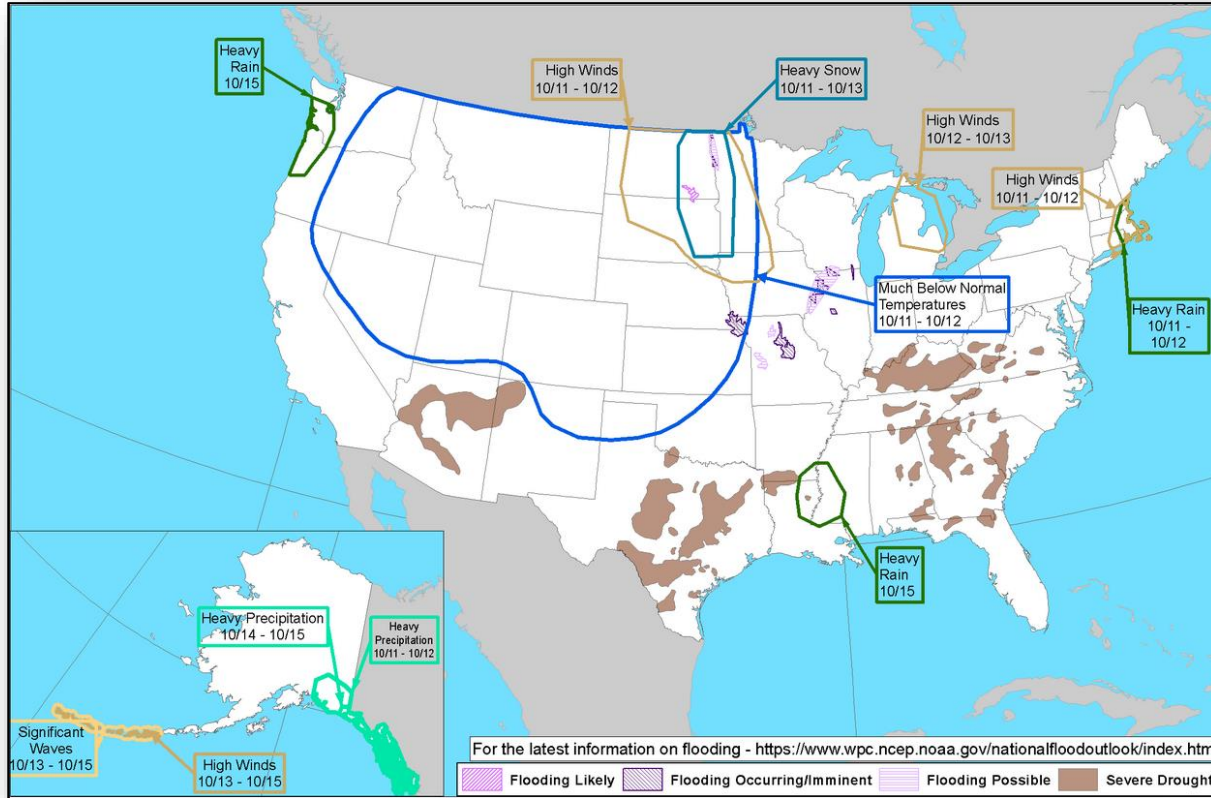 Heavy
Rain
10/15
High Winds
10/11 - 10/12
Heavy Snow
10/11 - 10/13
High Winds
10/12 - 10/13
High Winds
10/11 - 10/12
Much Below Normal
Temperatures
10/11 - 10/12
Heavy Rain
10/11 -
10/12
Heavy
Rain
10/15
Heavy Precipitation
10/14 - 10/15
Heavy
Precipitation
10/11 - 10/12
Significant
Waves
10/13 - 10/15
High Winds
10/13 - 10/15
For the latest information on flooding - https://www.wpc.ncep.noaa.gov/nationalfloodoutlook/index.htm
Flooding Likely
Flooding Occurring/Imminent
Flooding Possible
Severe Drought